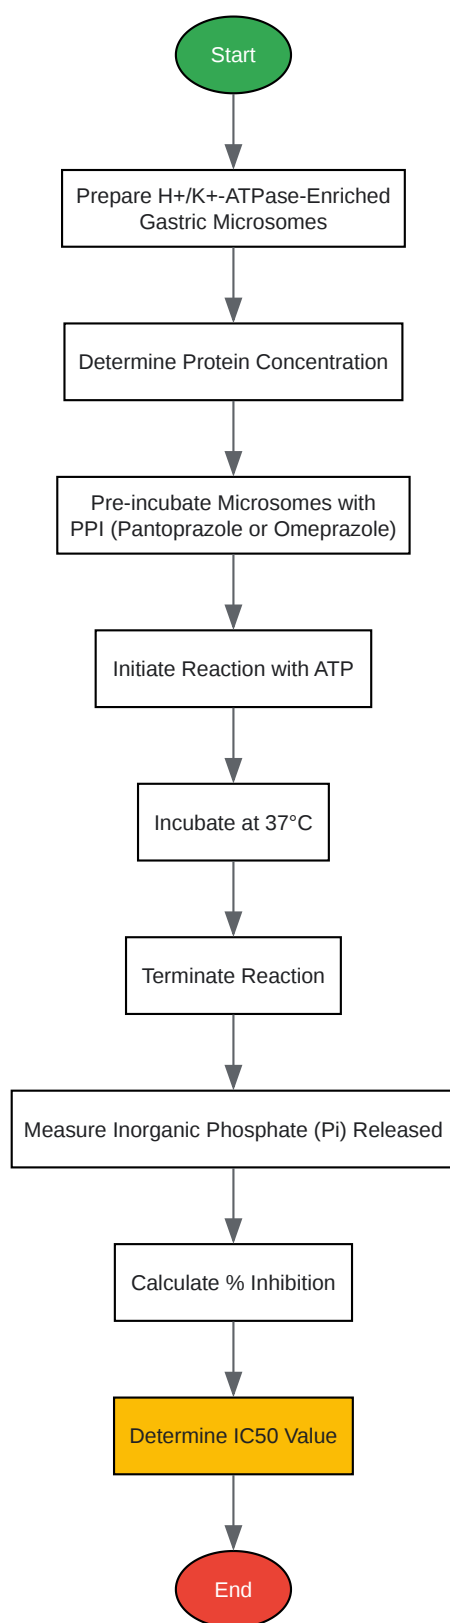 Start
Prepare H+/K+-ATPase-Enriched
Gastric Microsomes
Determine Protein Concentration
Pre-incubate Microsomes with
PPI (Pantoprazole or Omeprazole)
Initiate Reaction with ATP
Incubate at 37°C
Terminate Reaction
Measure Inorganic Phosphate (Pi) Released
Calculate % Inhibition
Determine IC50 Value
End